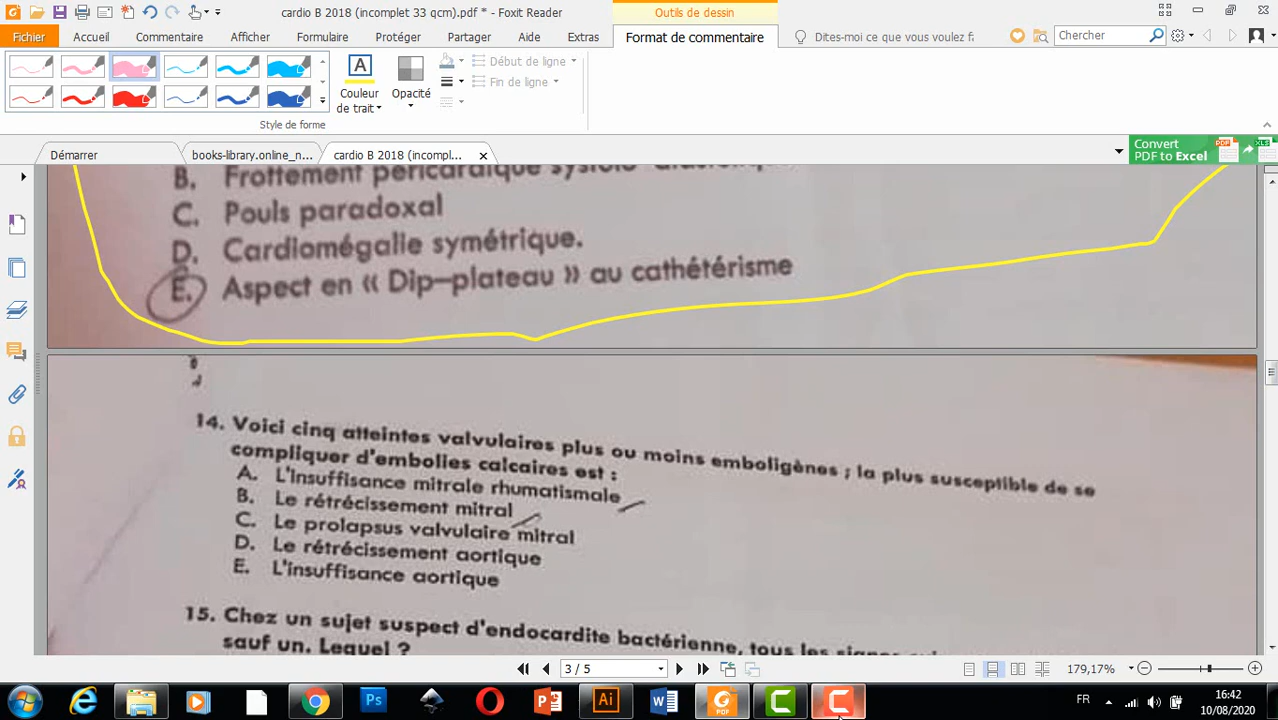 cardio B 2018 (incomplet 33 qcm).pdf * - Foxit Reader
Outils de dessin
Fichier
Accueil
Commentaire
Afficher
Formulaire
Protéger
Partager
Aide
Extras
Format de commentaire
Dites-moi ce que vous voulez f
Chercher
Couleur
de trait
Opacité
Début de ligne
Fin de ligne
Style de forme
Démarrer
books-library.online_n...
cardio B 2018 (incompl...
Convert
PDF to Excel
B. Frottement péricardique
C. Pouls paradoxal
D. Cardiomégalie symétrique.
E. Aspect en « Dip-plateau » au cathétérisme
14. Voici cinq atteintes valvulaires plus ou moins emboligènes ; la plus susceptible de se
compliquer d'embolies calcaires est :
A. L'Insuffisance mitrale rhumatismale
B. Le rétrécissement mitral
C. Le prolapsus valvulaire mitral
D. Le rétrécissement aortique
E. L'insuffisance aortique
15. Chez un sujet suspect d'endocardite bactérienne, tous les signes
sauf un. Lequel ?
3 / 5
179,17%
FR
16:42
10/08/2020